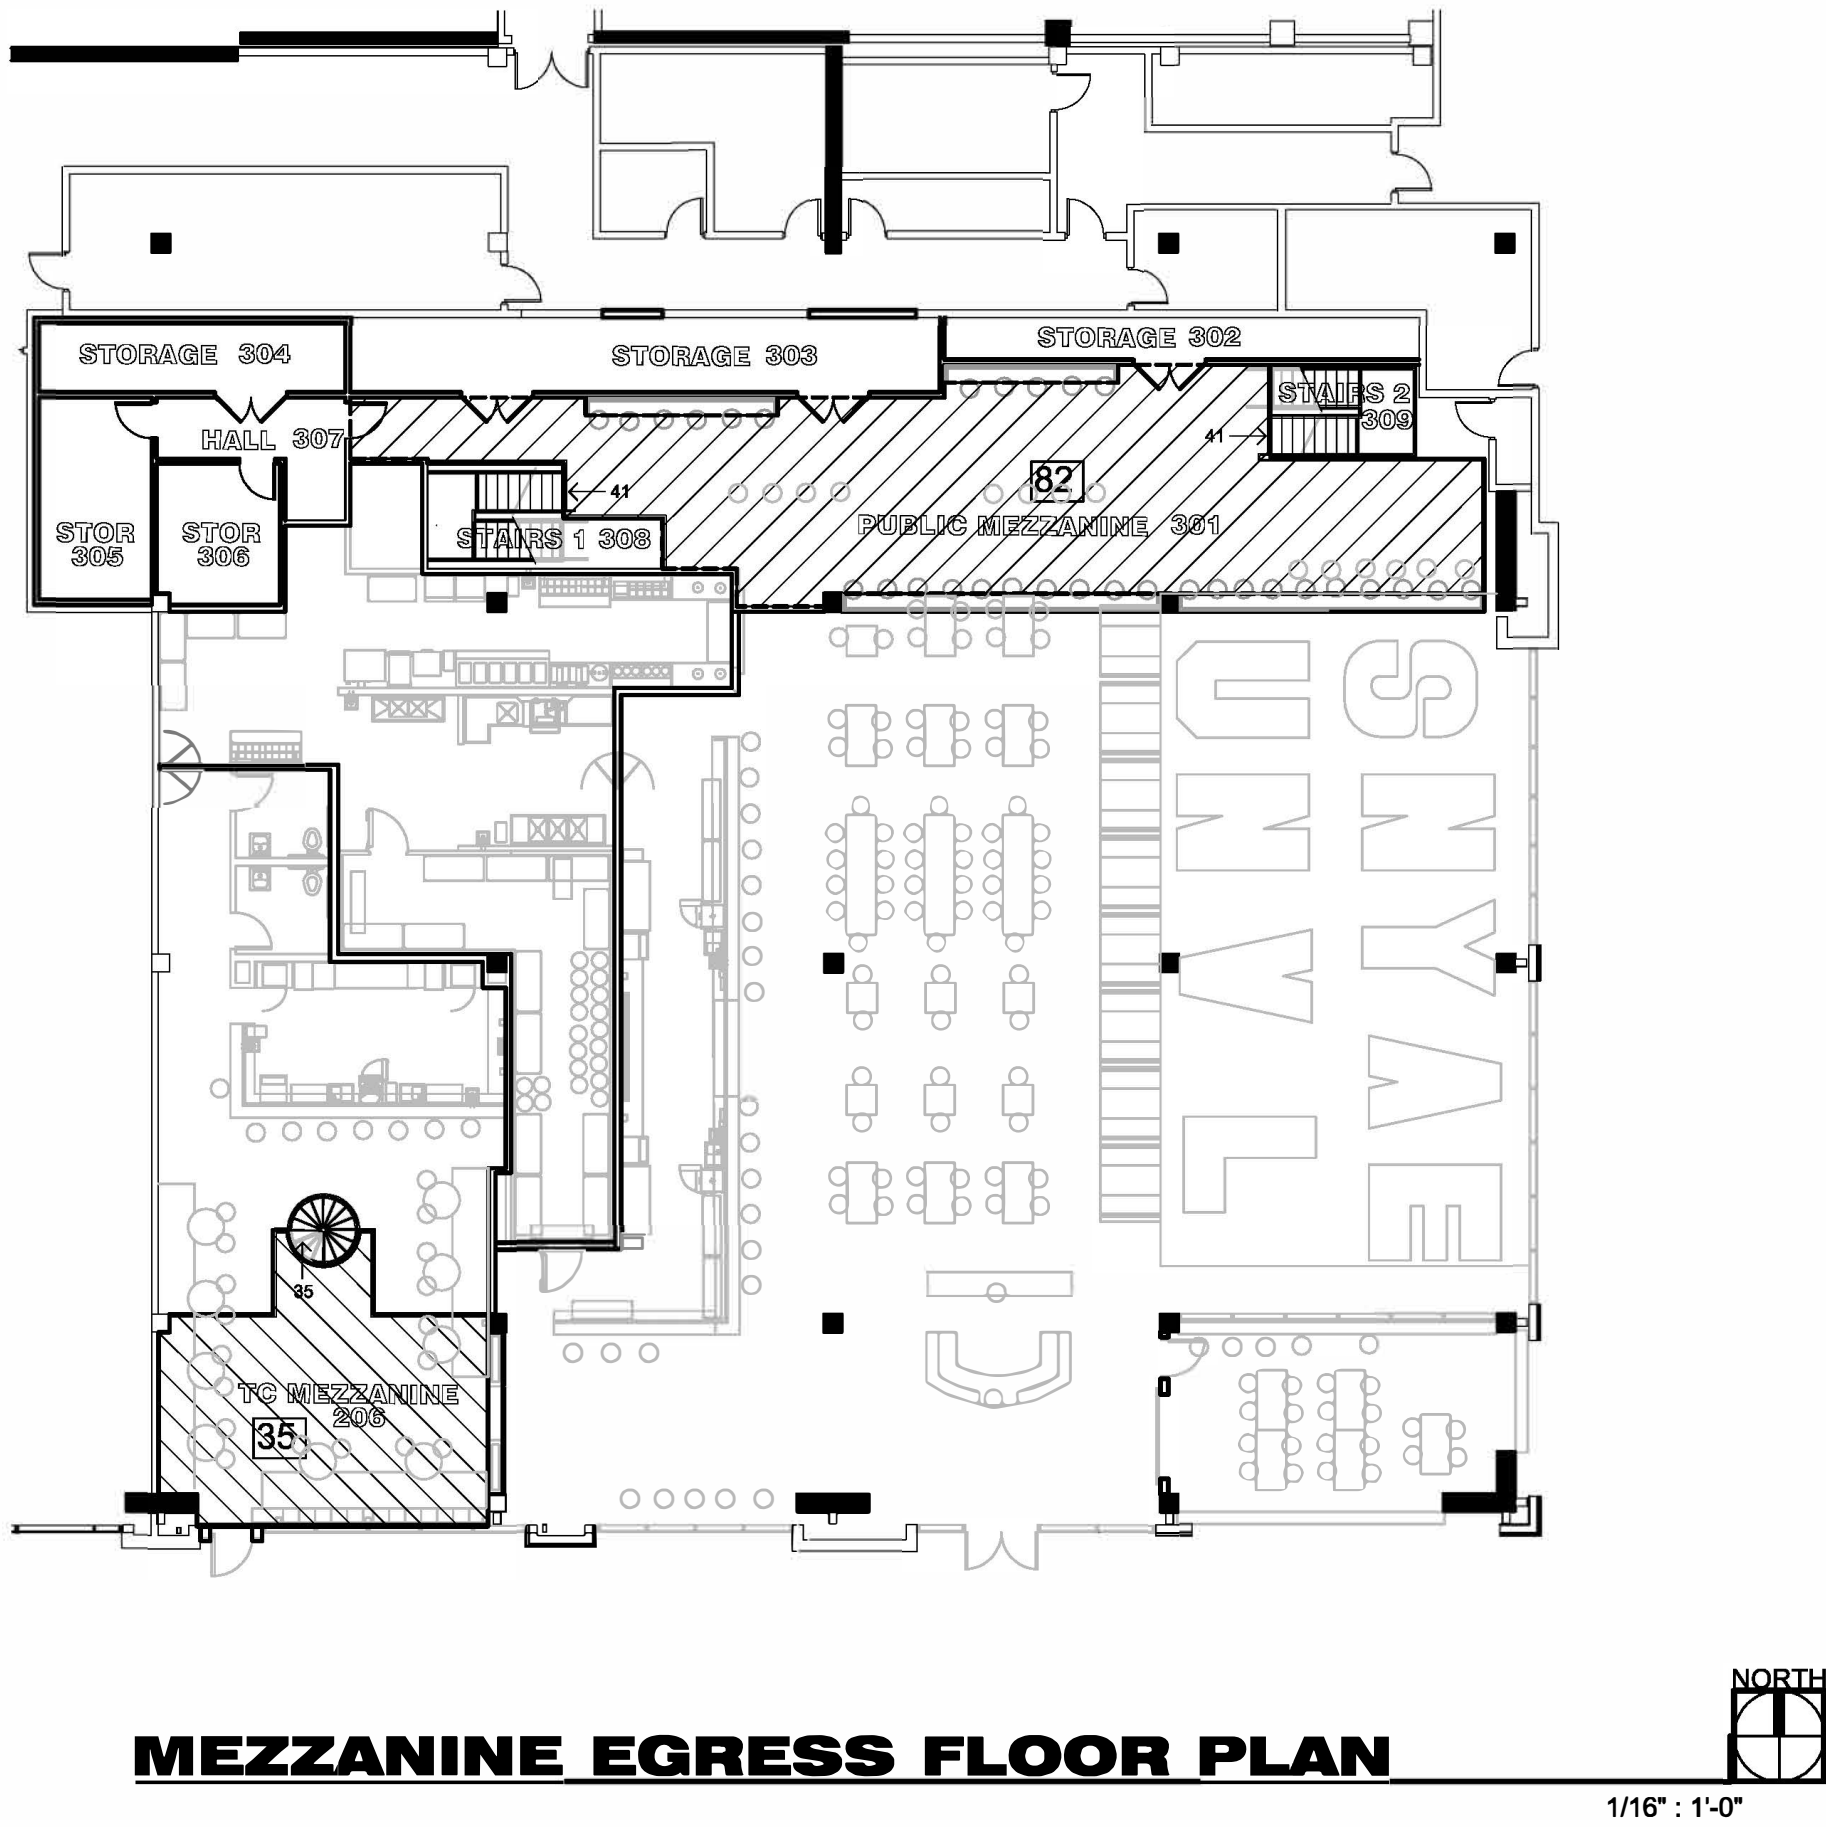 STORAGE 304
STORAGE 303
STORAGE 302
STAIRS 2
309
HALL 307
41
41
82
STOR
305
STOR
306
STAIRS 1 308
PUBLIC MEZZANINE 301
SUNNY'S
LAVE
35
TC MEZZANINE
206
35
NORTH
MEZZANINE EGRESS FLOOR PLAN
1/16" : 1'-0"